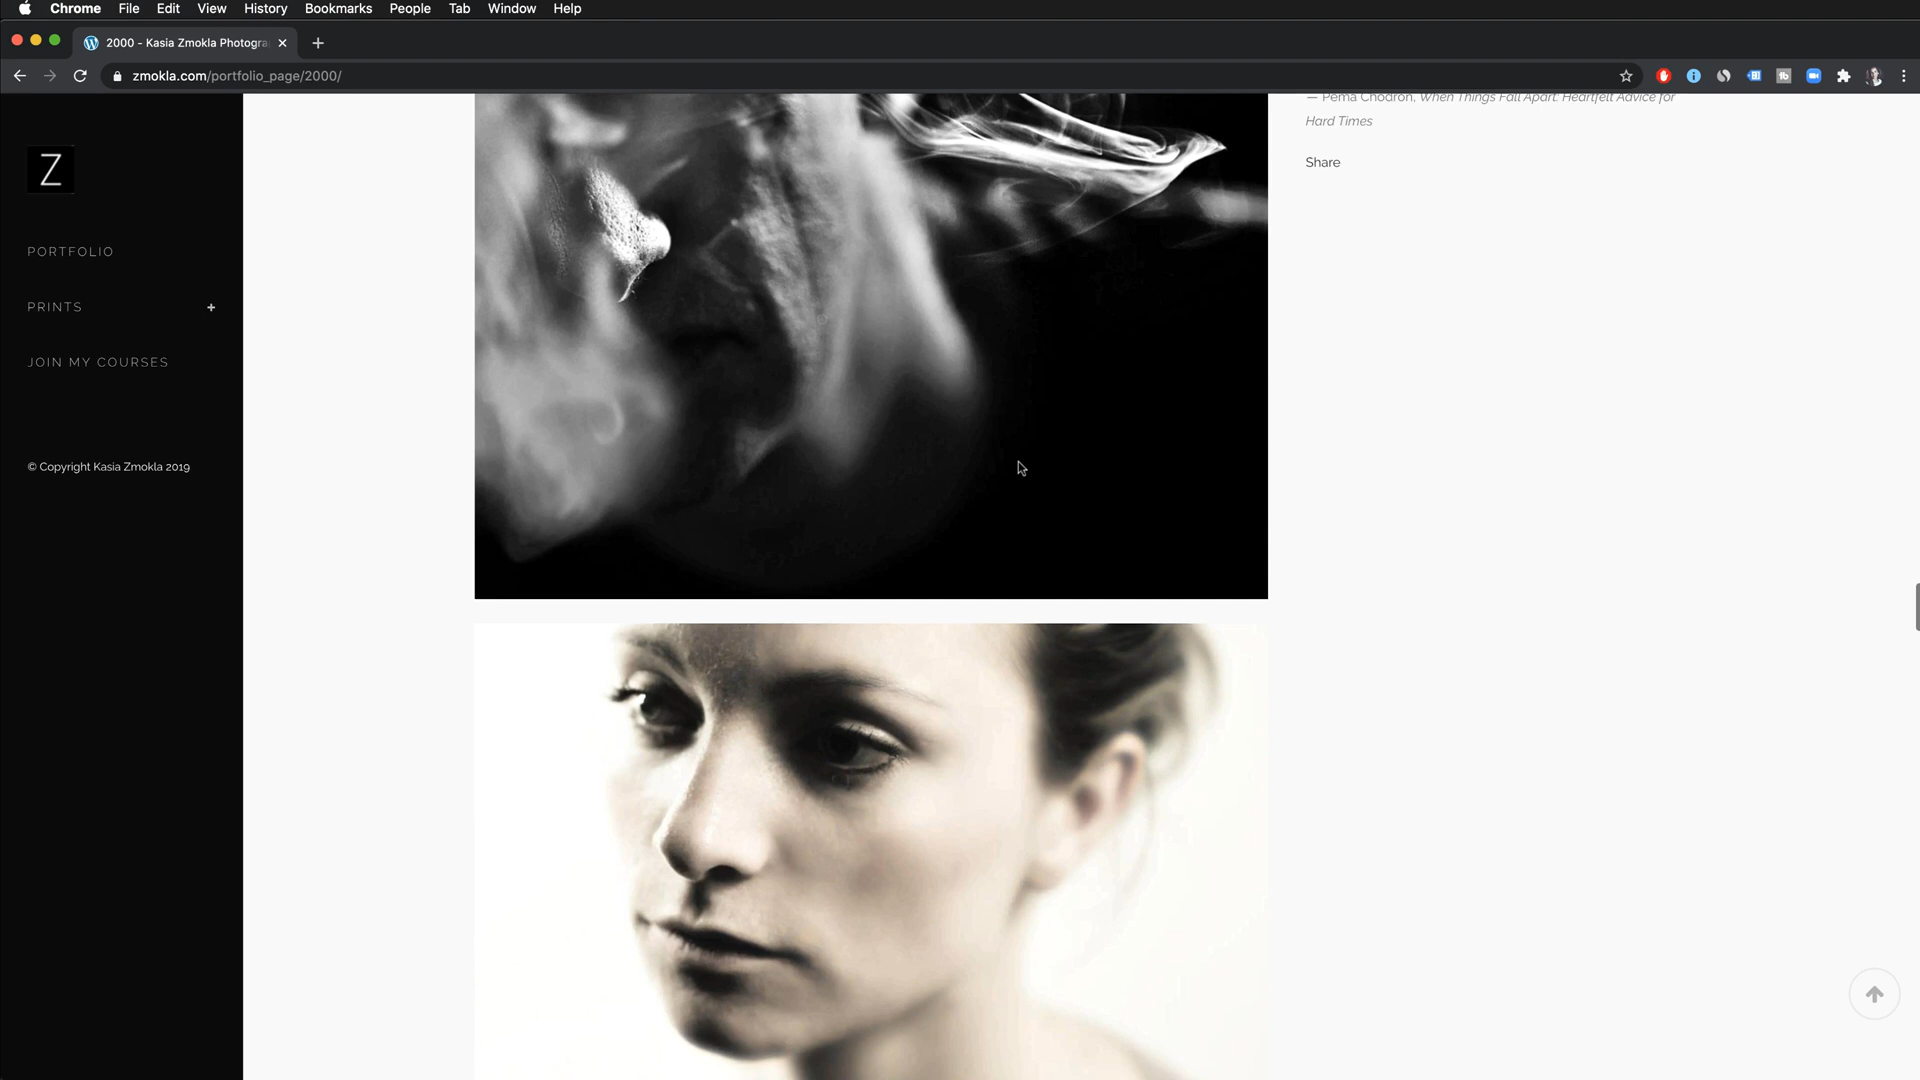 Chrome File Edit View History Bookmarks People Tab Window Help
2000 - Kasia Zmokla Photogra
zmokla.com/portfolio_page/2000/
— Pema Chödrön, When Things Fall Apart: Heartfelt Advice for
Hard Times
Share
Z
PORTFOLIO
PRINTS +
JOIN MY COURSES
© Copyright Kasia Zmokla 2019